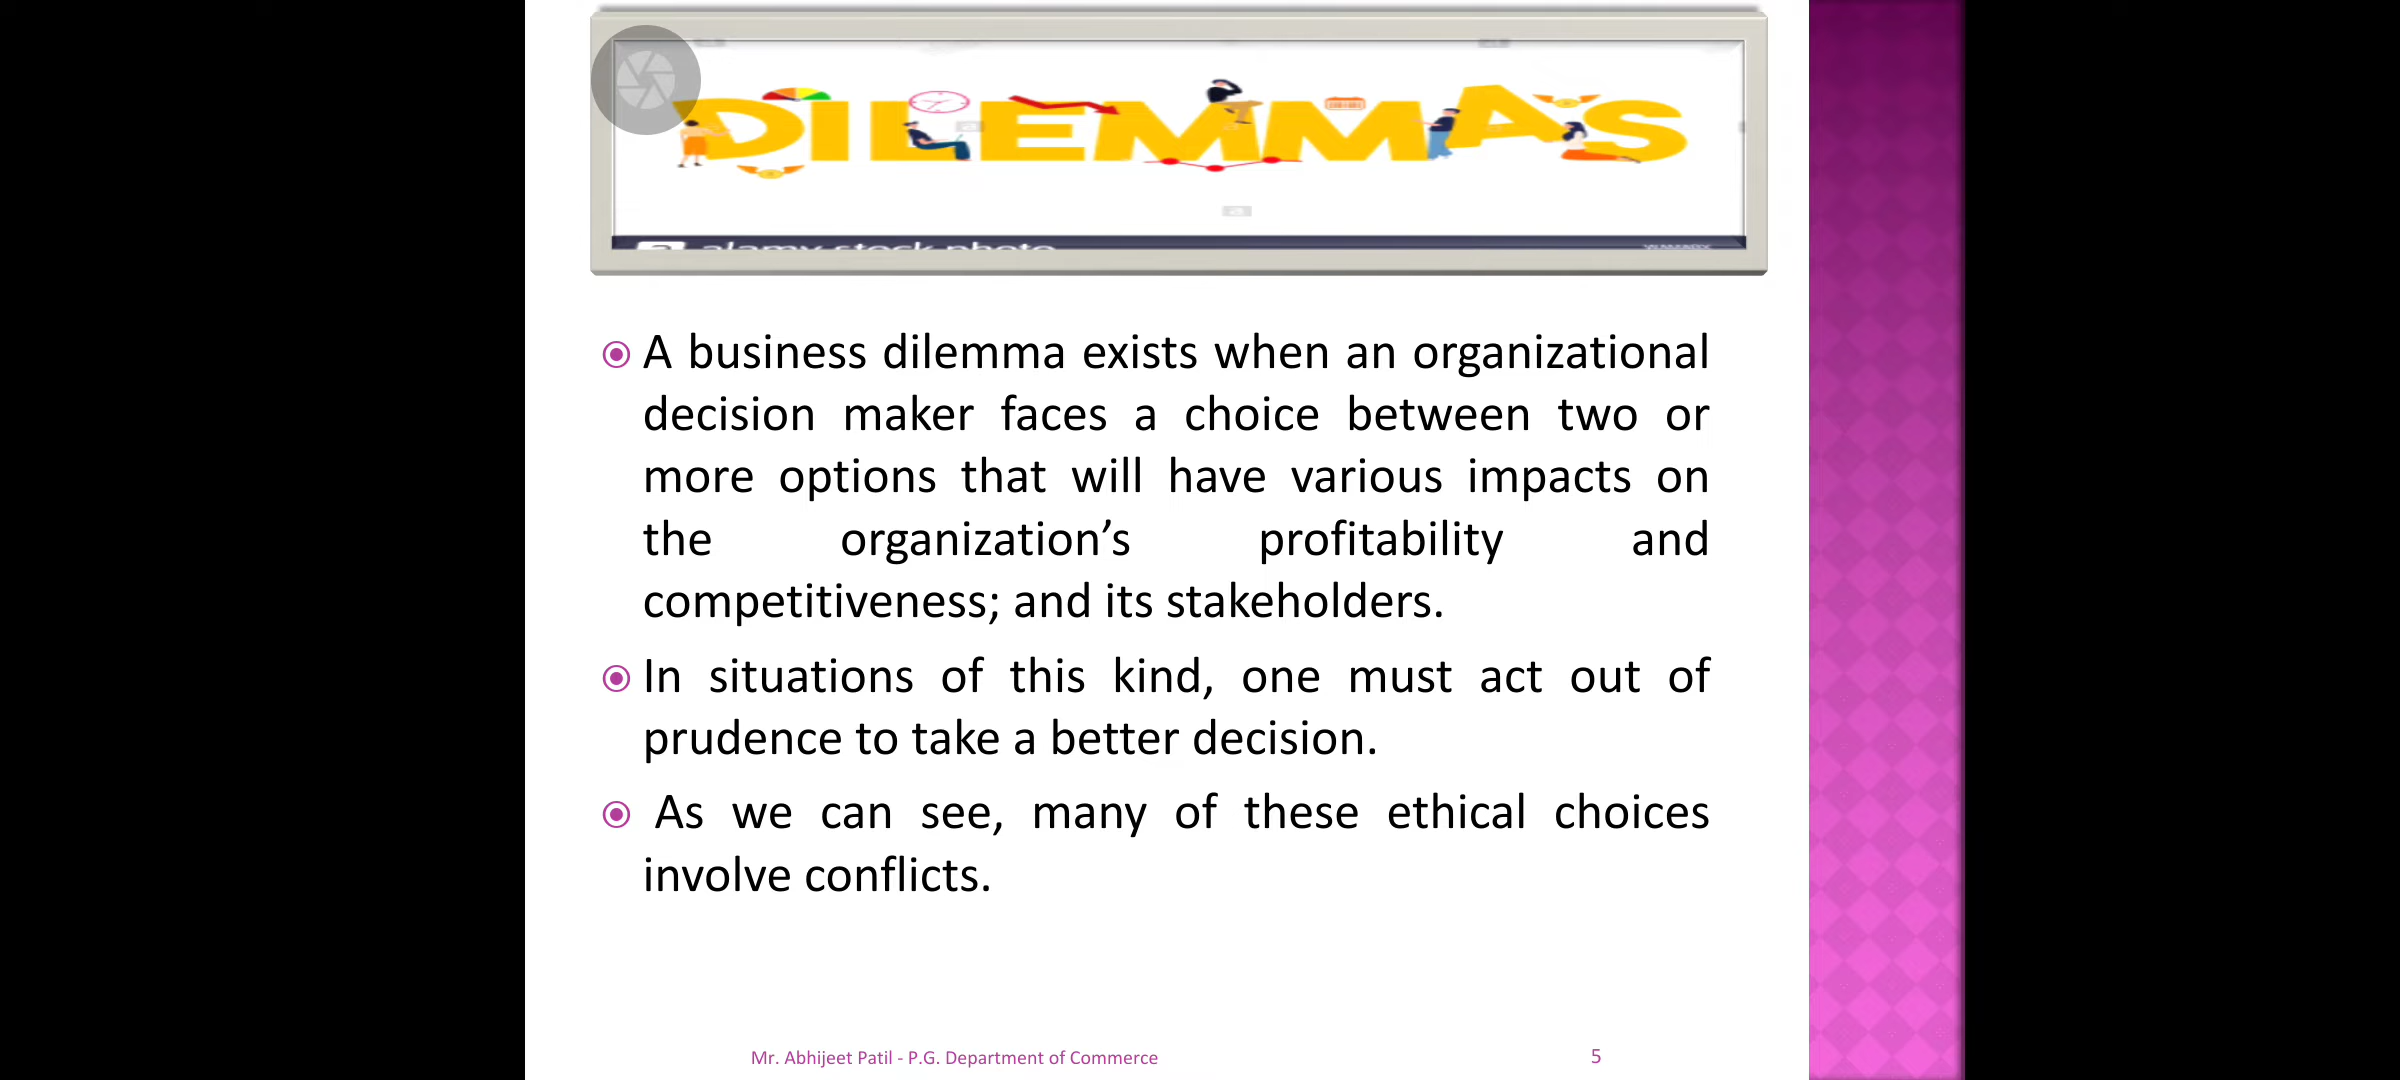 DILEMMAS
alamy stock photo
A business dilemma exists when an organizational
decision maker faces a choice between two or
more options that will have various impacts on
the organization’s profitability and
competitiveness; and its stakeholders.
In situations of this kind, one must act out of
prudence to take a better decision.
As we can see, many of these ethical choices
involve conflicts.
Mr. Abhijeet Patil - P.G. Department of Commerce 5